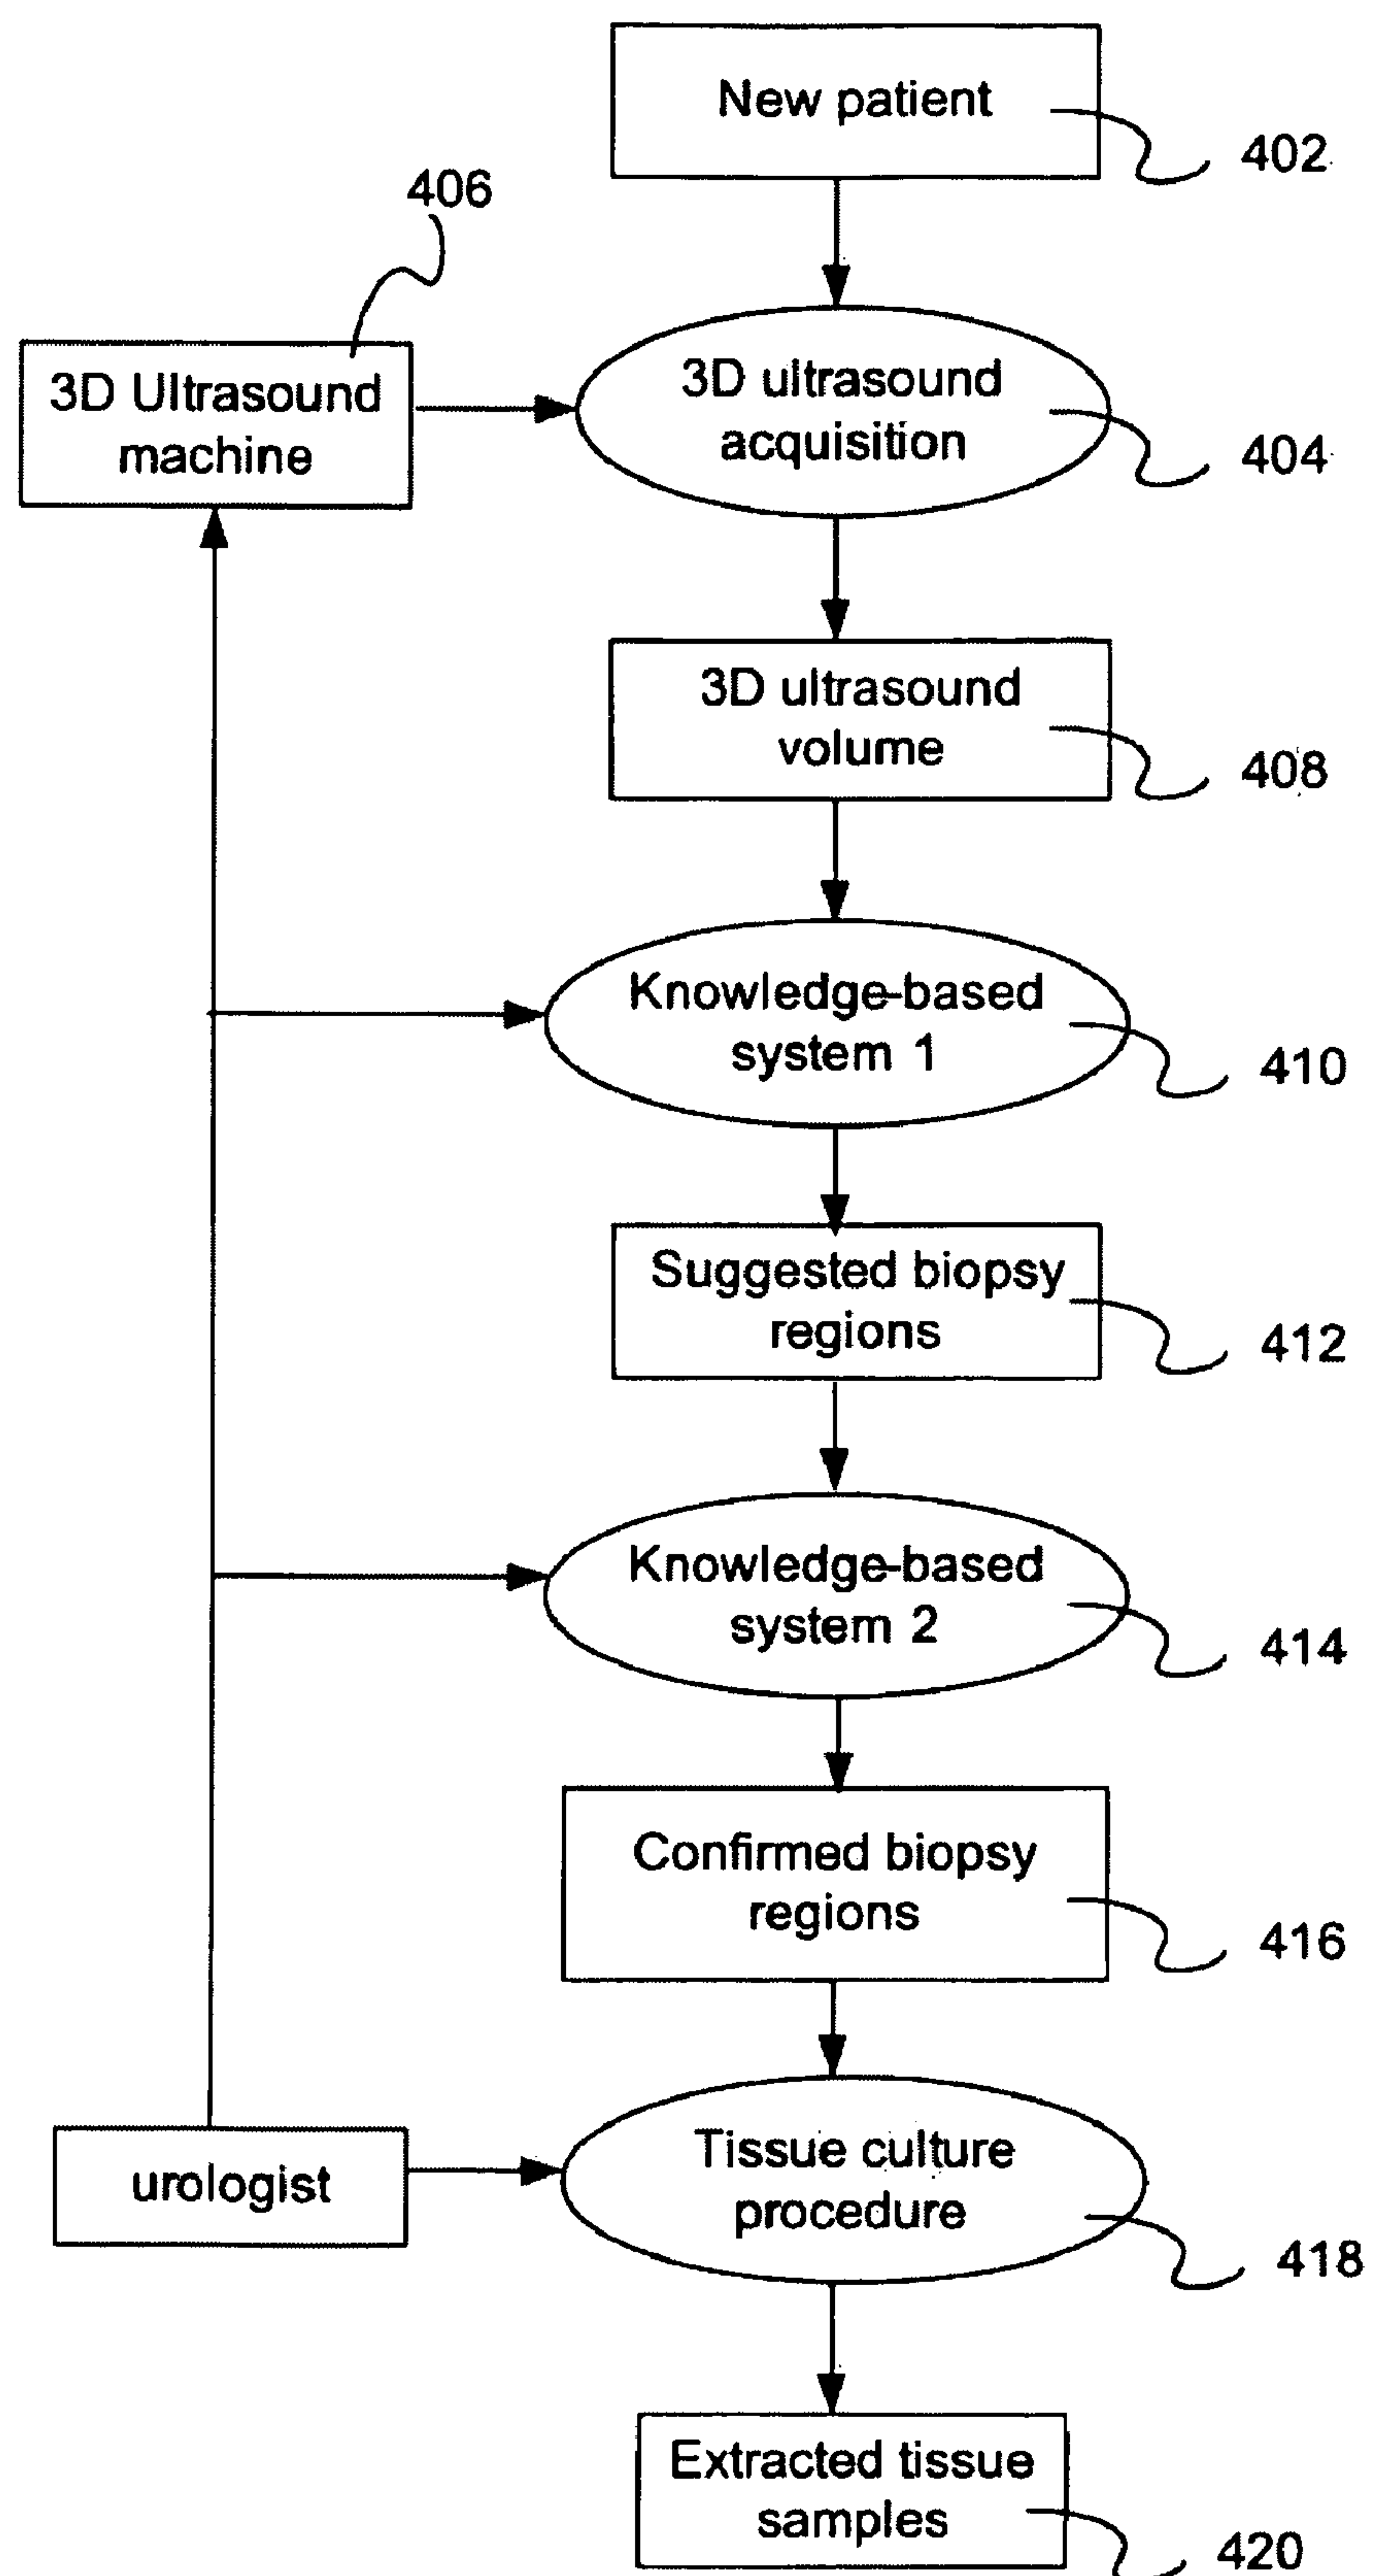 New patient
402
406
3D Ultrasound
machine
3D ultrasound
acquisition
404
3D ultrasound
volume
408
Knowledge-based
system 1
410
Suggested biopsy
regions
412
Knowledge-based
system 2
414
Confirmed biopsy
regions
416
urologist
Tissue culture
procedure
418
Extracted tissue
samples
420